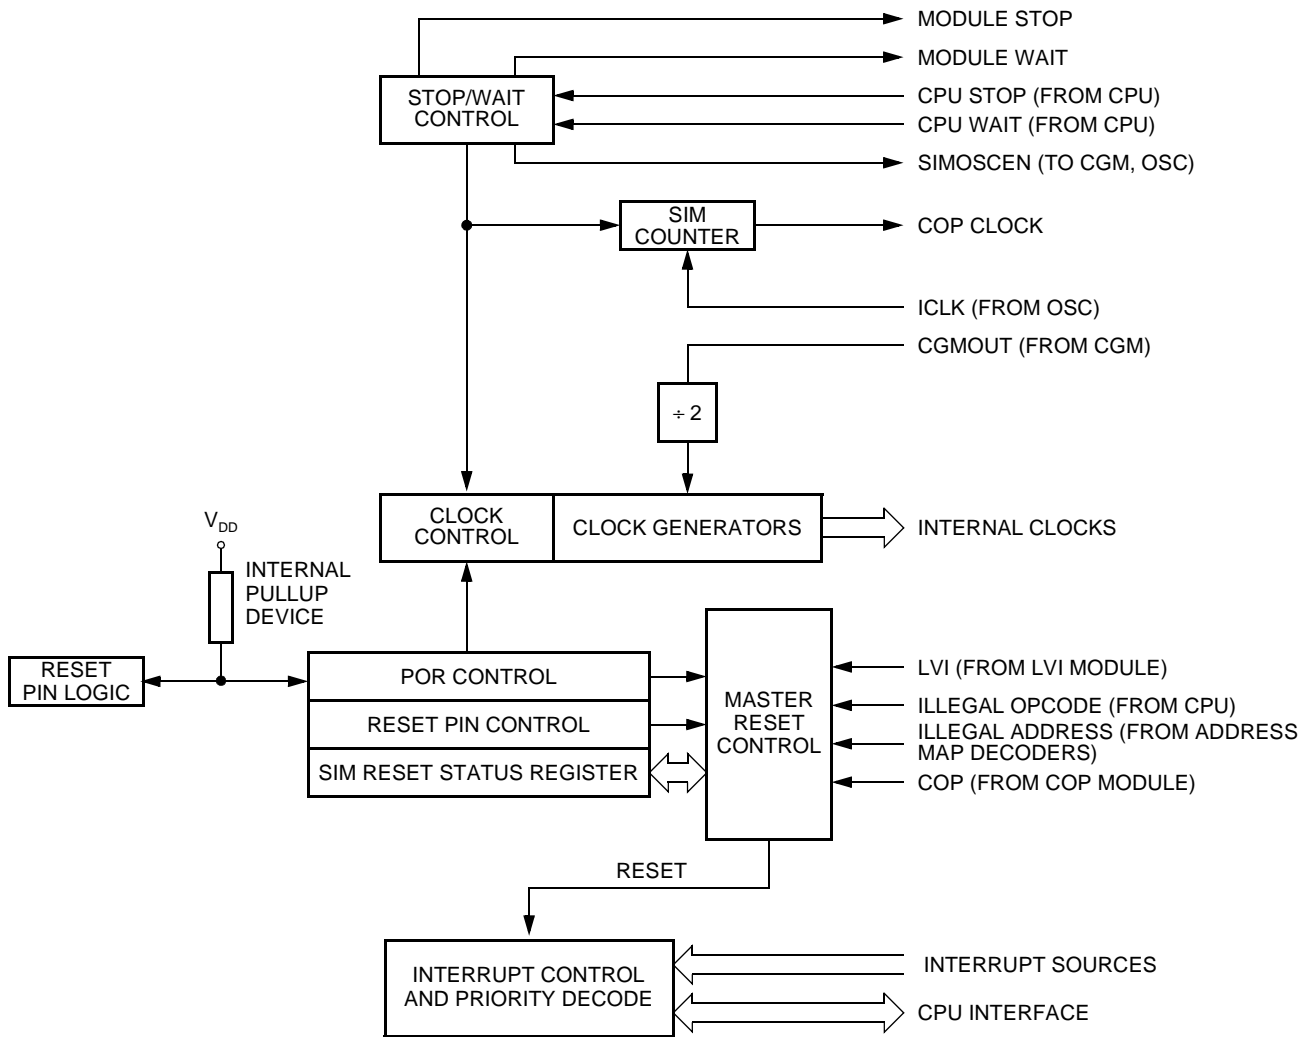 MODULE STOP
MODULE WAIT
STOP/WAIT
CONTROL
CPU STOP (FROM CPU)
CPU WAIT (FROM CPU)
SIMOSCEN (TO CGM, OSC)
SIM
COUNTER
COP CLOCK
ICLK (FROM OSC)
CGMOUT (FROM CGM)
÷ 2
CLOCK
CONTROL
CLOCK GENERATORS
INTERNAL CLOCKS
VDD
INTERNAL
PULLUP
DEVICE
RESET
PIN LOGIC
POR CONTROL
RESET PIN CONTROL
SIM RESET STATUS REGISTER
MASTER
RESET
CONTROL
LVI (FROM LVI MODULE)
ILLEGAL OPCODE (FROM CPU)
ILLEGAL ADDRESS (FROM ADDRESS
MAP DECODERS)
COP (FROM COP MODULE)
RESET
INTERRUPT CONTROL
AND PRIORITY DECODE
INTERRUPT SOURCES
CPU INTERFACE